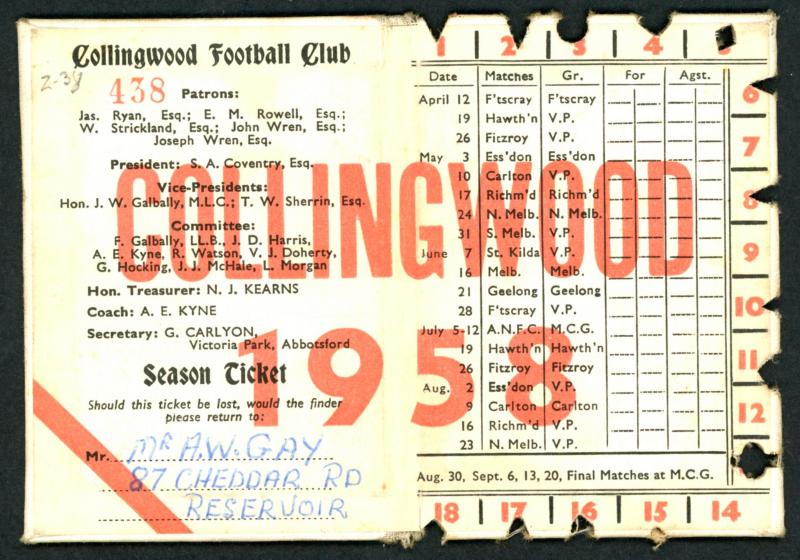 Collingwood Football Club
2-3
438 Patrons:
Jas. Ryan, Esq.; E. M. Rowell, Esq.;
W. Strickland, Esq.; John Wren, Esq.;
Joseph Wren, Esq.
President: S. A. Coventry, Esq.
Vice-Presidents:
Hon. J. W. Galbally, M.L.C.; T. W. Sherrin, Esq.
Committee:
F. Galbally, LL.B., J. D. Harris,
A. E. Kyne, R. Watson, V. J. Doherty,
G. Hocking, J. J. McHale, L. Morgan
Hon. Treasurer: N. J. KEARNS
Coach: A. E. KYNE
Secretary: G. CARLYON,
Victoria Park, Abbotsford
Season Ticket
Should this ticket be lost, would the finder
please return to:
Mr. MR A.W. GAY
87 CHEDDAR RD
RESERVOIR
COLLINGWOOD
1958
1 2 3 4 5
Date Matches Gr. For Agst.
April 12 F'tscray F'tscray
19 Hawth'n V.P.
26 Fitzroy V.P.
May 3 Ess'don Ess'don
10 Carlton V.P.
17 Richm'd Richm'd
24 N. Melb. N. Melb.
31 S. Melb. V.P.
June 7 St. Kilda V.P.
16 Melb. Melb.
21 Geelong Geelong
28 F'tscray V.P.
July 5-12 A.N.F.C. M.C.G.
19 Hawth'n Hawth'n
26 Fitzroy Fitzroy
Aug. 2 Ess'don V.P.
9 Carlton Carlton
16 Richm'd V.P.
23 N. Melb. V.P.
Aug. 30, Sept. 6, 13, 20, Final Matches at M.C.G.
6
7
8
9
10
11
12
18 17 16 15 14